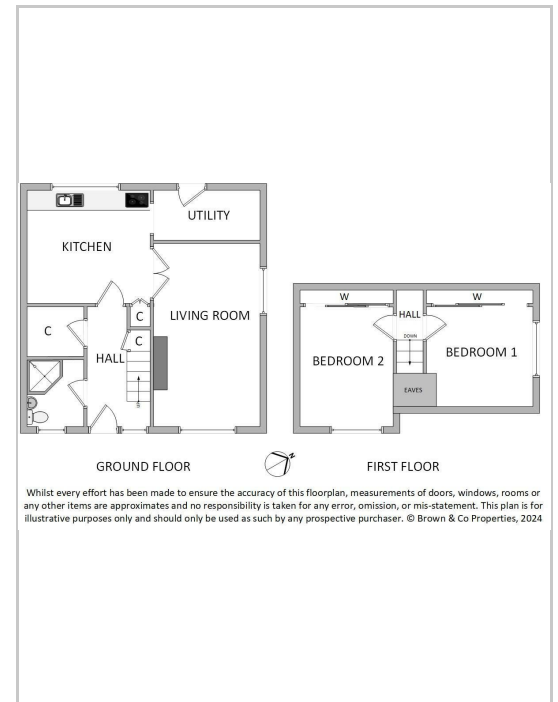 UTILITY
KITCHEN
C
LIVING ROOM
C
C
HALL
S
W
W
HALL
DOWN
BEDROOM 2
BEDROOM 1
EAVES
GROUND FLOOR
N
FIRST FLOOR
Whilst every effort has been made to ensure the accuracy of this floorplan, measurements of doors, windows, rooms or
any other items are approximates and no responsibility is taken for any error, omission, or mis-statement. This plan is for
illustrative purposes only and should only be used as such by any prospective purchaser. © Brown & Co Properties, 2024